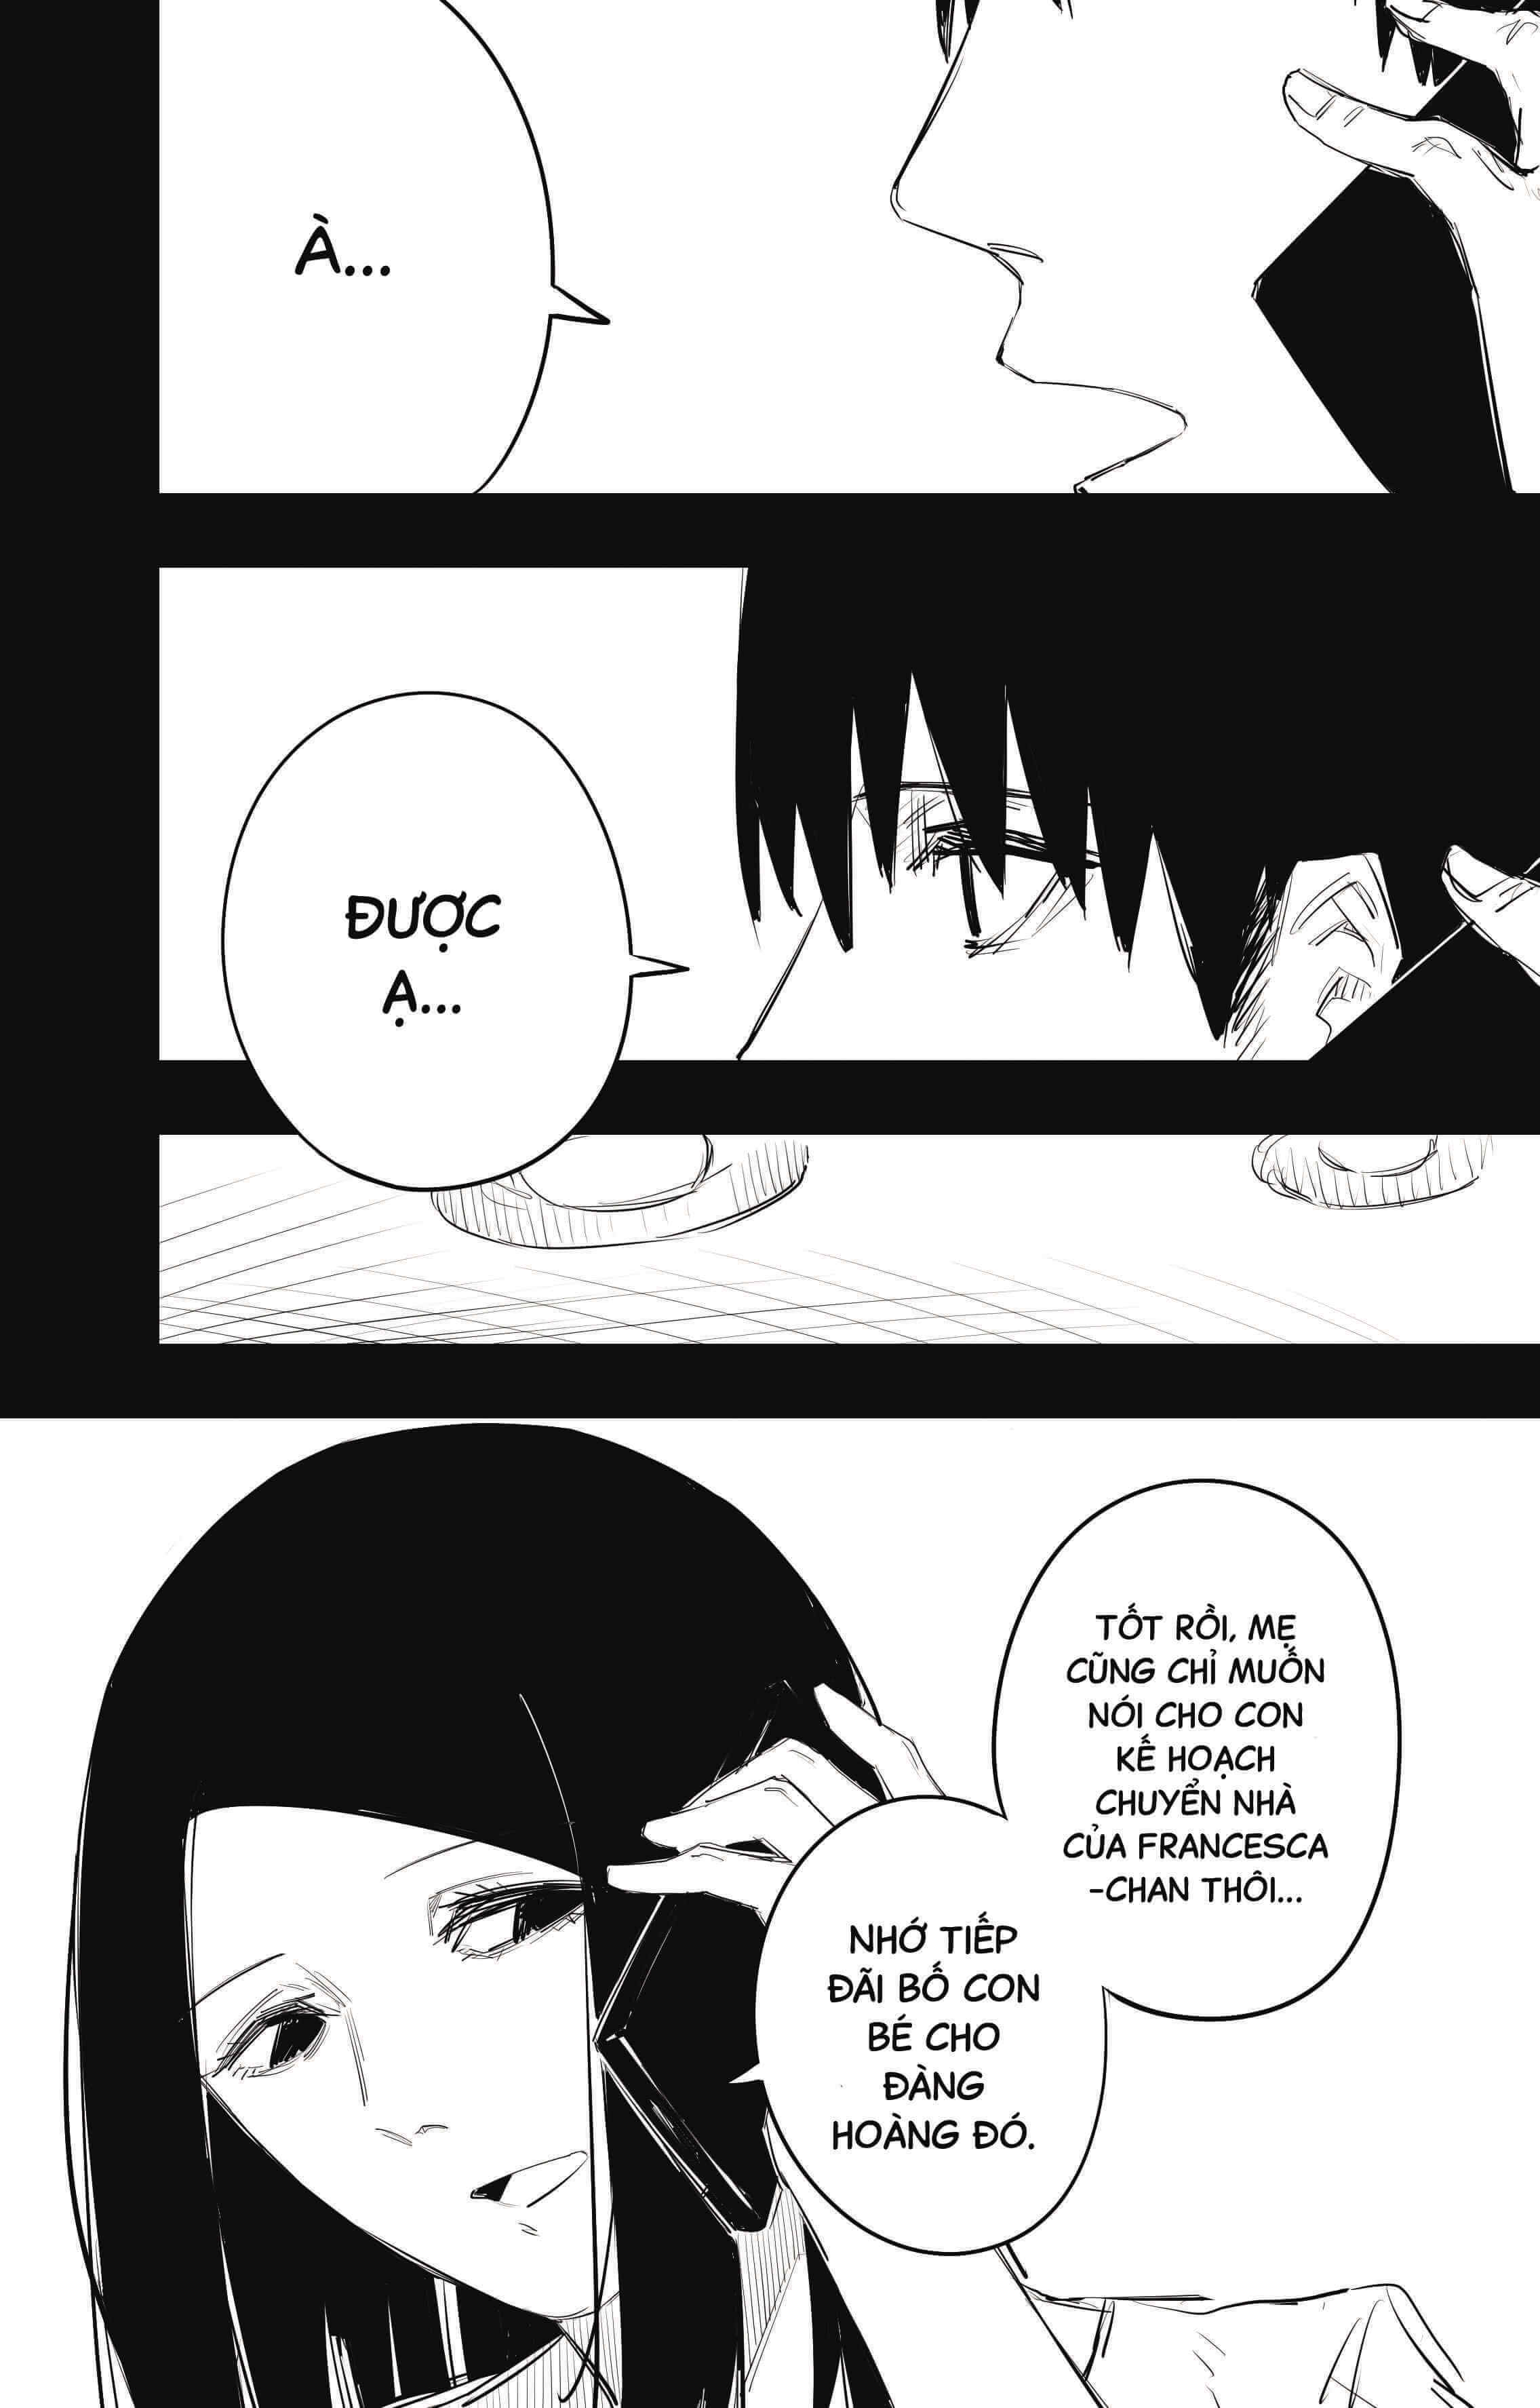 À...
ĐƯỢC
Ạ...
TỐT RỒI, MẸ
CŨNG CHỈ MUỐN
NÓI CHO CON
KẾ HOẠCH
CHUYỂN NHÀ
CỦA FRANCESCA
-CHAN THÔI...
NHỚ TIẾP
ĐÃI BỐ CON
BÉ CHO
ĐÀNG
HOÀNG ĐÓ.